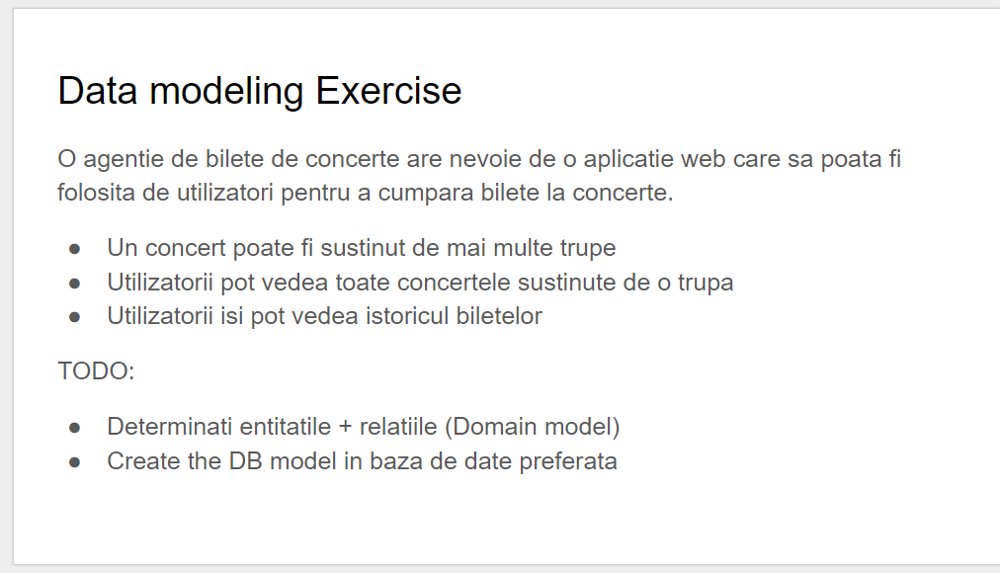 Data modeling Exercise
O agentie de bilete de concerte are nevoie de o aplicatie web care sa poata fi
folosita de utilizatori pentru a cumpara bilete la concerte.
● Un concert poate fi sustinut de mai multe trupe
● Utilizatorii pot vedea toate concertele sustinute de o trupa
● Utilizatorii isi pot vedea istoricul biletelor
TODO:
● Determinati entitatile + relatiile (Domain model)
● Create the DB model in baza de date preferata